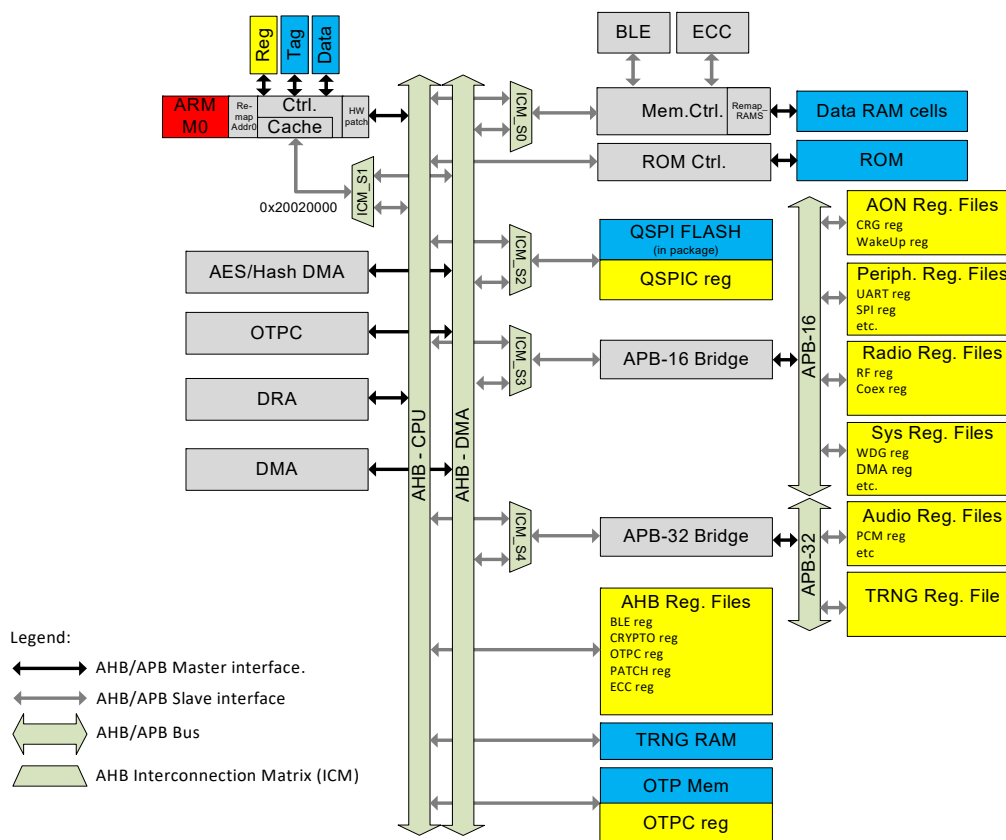 BLE
ECC
Reg
Tag
Data
ARM
M0
Re-
map
Addr0
Ctrl.
Cache
HW
patch
ICM_S0
Mem.Ctrl.
Remap_
RAMS
Data RAM cells
ROM Ctrl.
ROM
ICM_S1
0x20020000
AON Reg. Files
CRG reg
WakeUp reg
ICM_S2
QSPI FLASH
(in package)
QSPIC reg
AES/Hash DMA
Periph. Reg. Files
UART reg
SPI reg
etc.
OTPC
ICM_S3
APB-16 Bridge
APB-16
Radio Reg. Files
RF reg
Coex reg
DRA
AHB - CPU
AHB - DMA
DMA
Sys Reg. Files
WDG reg
DMA reg
etc.
ICM_S4
APB-32 Bridge
APB-32
Audio Reg. Files
PCM reg
etc
TRNG Reg. File
AHB Reg. Files
BLE reg
CRYPTO reg
OTPC reg
PATCH reg
ECC reg
TRNG RAM
OTP Mem
OTPC reg
Legend:
AHB/APB Master interface.
AHB/APB Slave interface
AHB/APB Bus
AHB Interconnection Matrix (ICM)